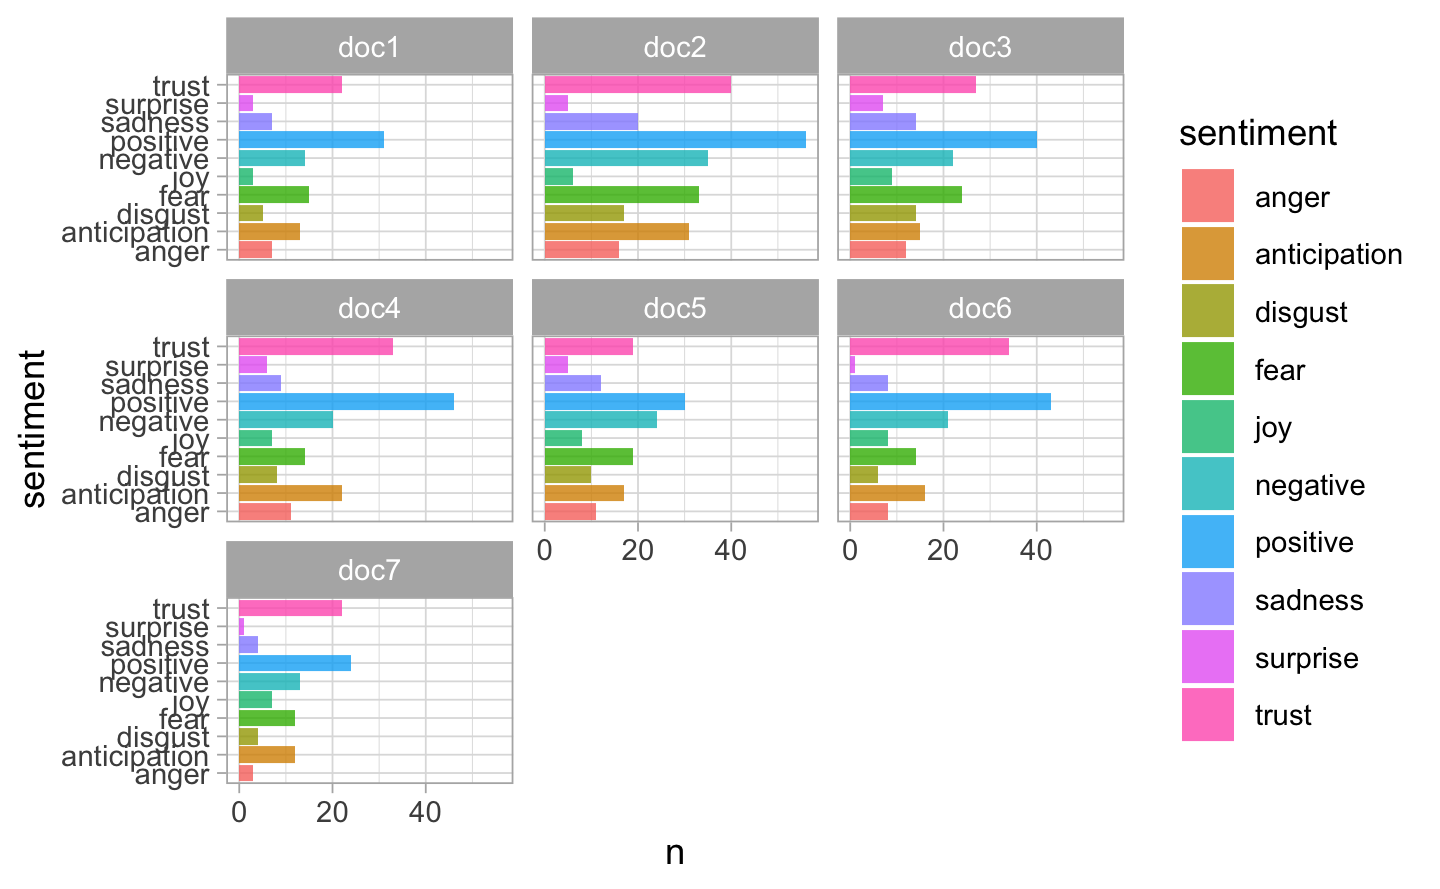 doc1
doc2
doc3
trust
surprise
sadness
positive
negative
joy
fear
disgust
anticipation
anger
doc4
doc5
doc6
trust
surprise
sadness
positive
negative
joy
fear
disgust
anticipation
anger
0 20 40
0 20 40
doc7
trust
surprise
sadness
positive
negative
joy
fear
disgust
anticipation
anger
0 20 40
n
sentiment
sentiment
anger
anticipation
disgust
fear
joy
negative
positive
sadness
surprise
trust